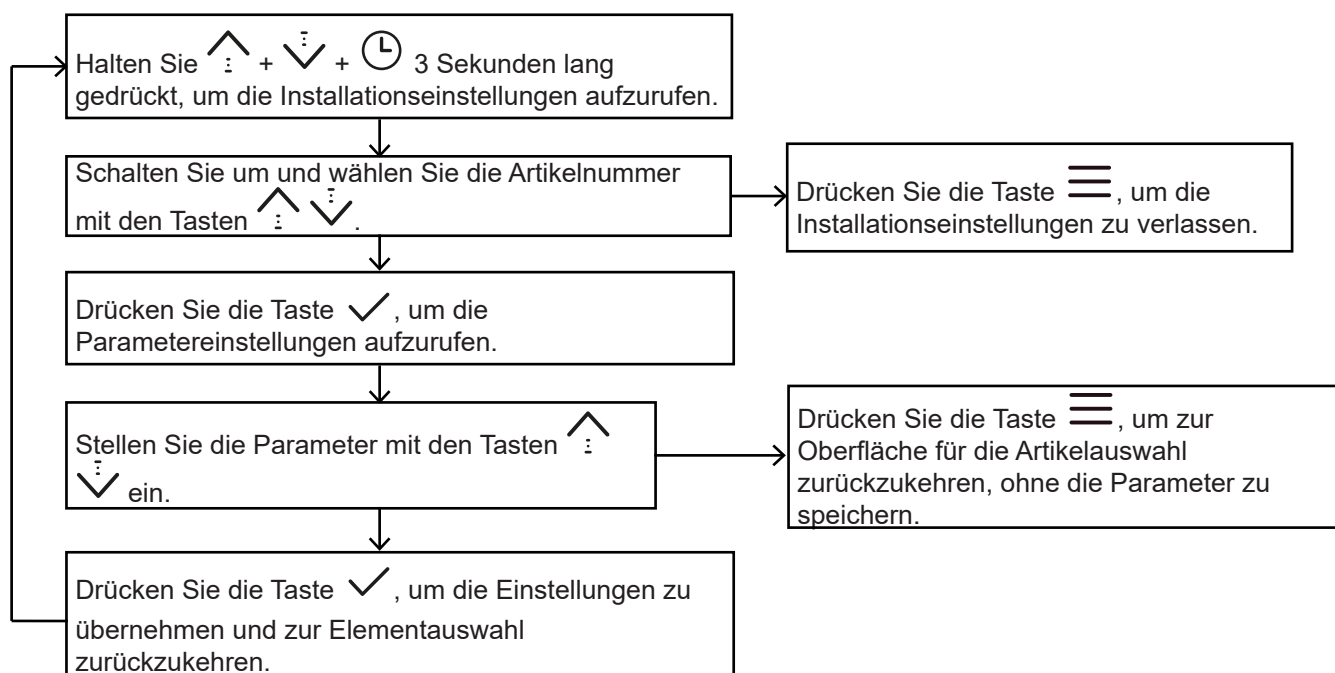 Halten Sie + + 3 Sekunden lang
gedrückt, um die Installationseinstellungen aufzurufen.
Schalten Sie um und wählen Sie die Artikelnummer
mit den Tasten .
Drücken Sie die Taste , um die
Installationseinstellungen zu verlassen.
Drücken Sie die Taste , um die
Parametereinstellungen aufzurufen.
Stellen Sie die Parameter mit den Tasten
ein.
Drücken Sie die Taste , um zur
Oberfläche für die Artikelauswahl
zurückzukehren, ohne die Parameter zu
speichern.
Drücken Sie die Taste , um die Einstellungen zu
übernehmen und zur Elementauswahl
zurückzukehren.